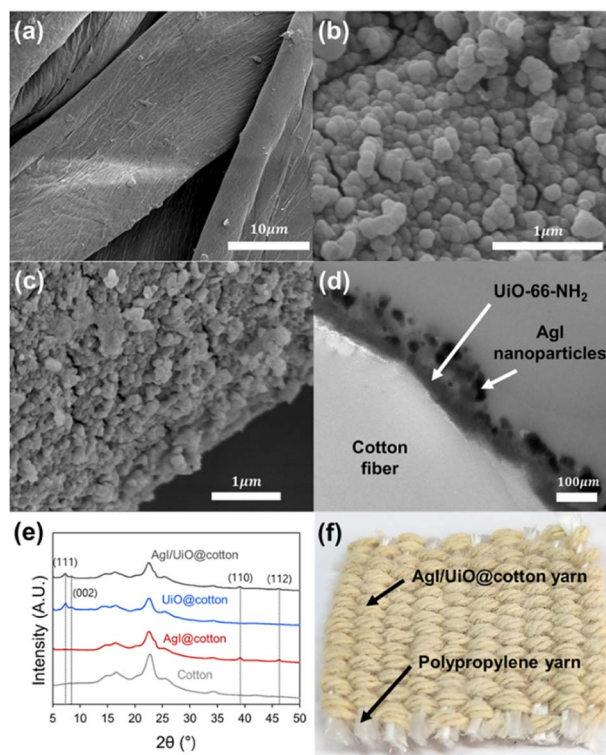 (a)
10μm
(b)
1μm
(c)
1μm
(d)
UiO-66-NH₂
AgI
nanoparticles
Cotton
fiber
100μm
(e)
Intensity (A.U.)
AgI/UiO@cotton
(111)
(002)
(110)
(112)
UiO@cotton
AgI@cotton
Cotton
5 10 15 20 25 30 35 40 45 50
2θ (°)
(f)
AgI/UiO@cotton yarn
Polypropylene yarn